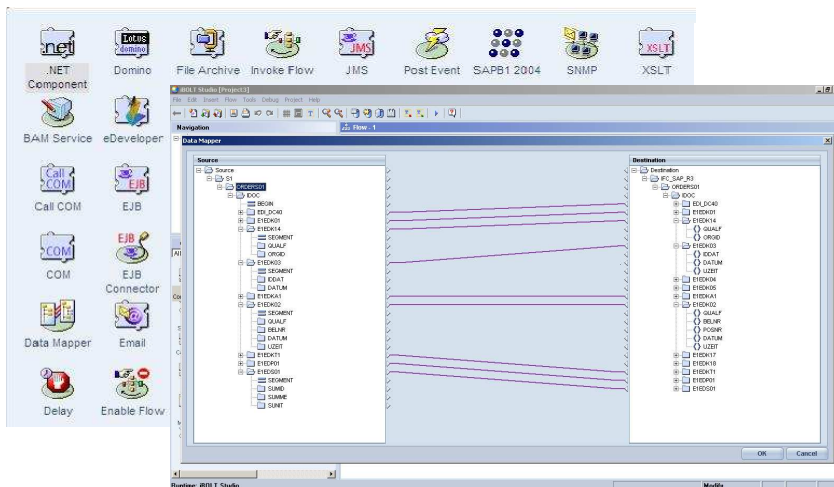 .net
Lotus
domino
JMS
XSLT
.NET
Component
Domino
File Archive
Invoke Flow
JMS
Post Event
SAPB1 2004
SNMP
XSLT
BAM Service
eDeveloper
Call
COM
EJB
Call COM
EJB
COM
EJB
COM
EJB
Connector
Data Mapper
Email
Delay
Enable Flow
iBOLT Studio [Project3]
File Edit Insert Flow Tools Debug Project Help
Navigation
Flow - 1
Data Mapper
Source
Source
S1
ORDERS01
IDOC
BEGIN
EDI_DC40
E1EDK01
E1EDK14
SEGMENT
QUALF
ORGID
E1EDK03
SEGMENT
IDDAT
DATUM
E1EDKA1
E1EDK02
SEGMENT
QUALF
BELNR
DATUM
UZEIT
E1EDKT1
E1EDP01
E1EDS01
SEGMENT
SUMID
SUMME
SUNIT
Destination
Destination
IFC_SAP_R3
ORDERS01
IDOC
EDI_DC40
E1EDK01
E1EDK14
QUALF
ORGID
E1EDK03
IDDAT
DATUM
UZEIT
E1EDK04
E1EDK05
E1EDKA1
E1EDK02
QUALF
BELNR
POSNR
DATUM
UZEIT
E1EDK17
E1EDK18
E1EDKT1
E1EDP01
E1EDS01
OK
Cancel
Runtime: iBOLT Studio
Modify